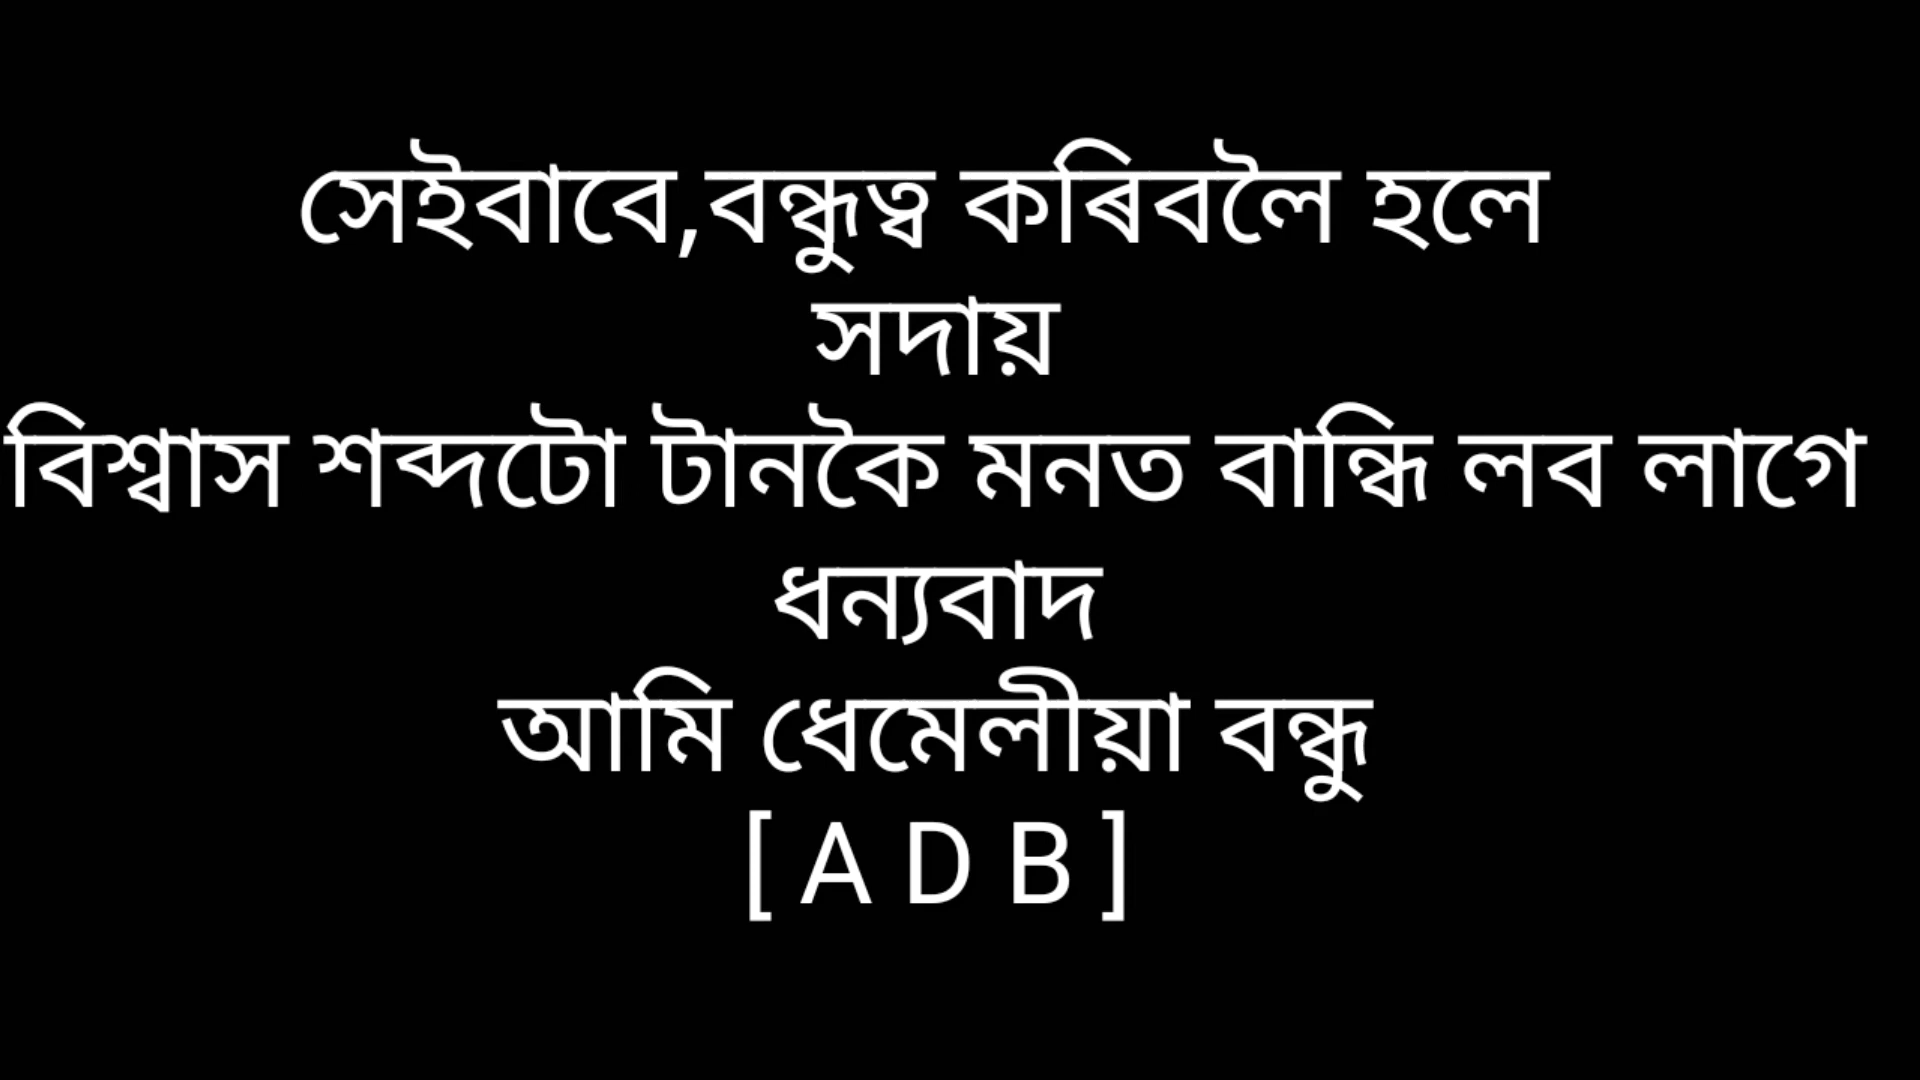 সেইবাবে,বন্ধুত্ব কৰিবলৈ হলে
সদায়
বিশ্বাস শব্দটো টানকৈ মনত বান্ধি লব লাগে
ধন্যবাদ
আমি ধেমেলীয়া বন্ধু
[ A D B ]